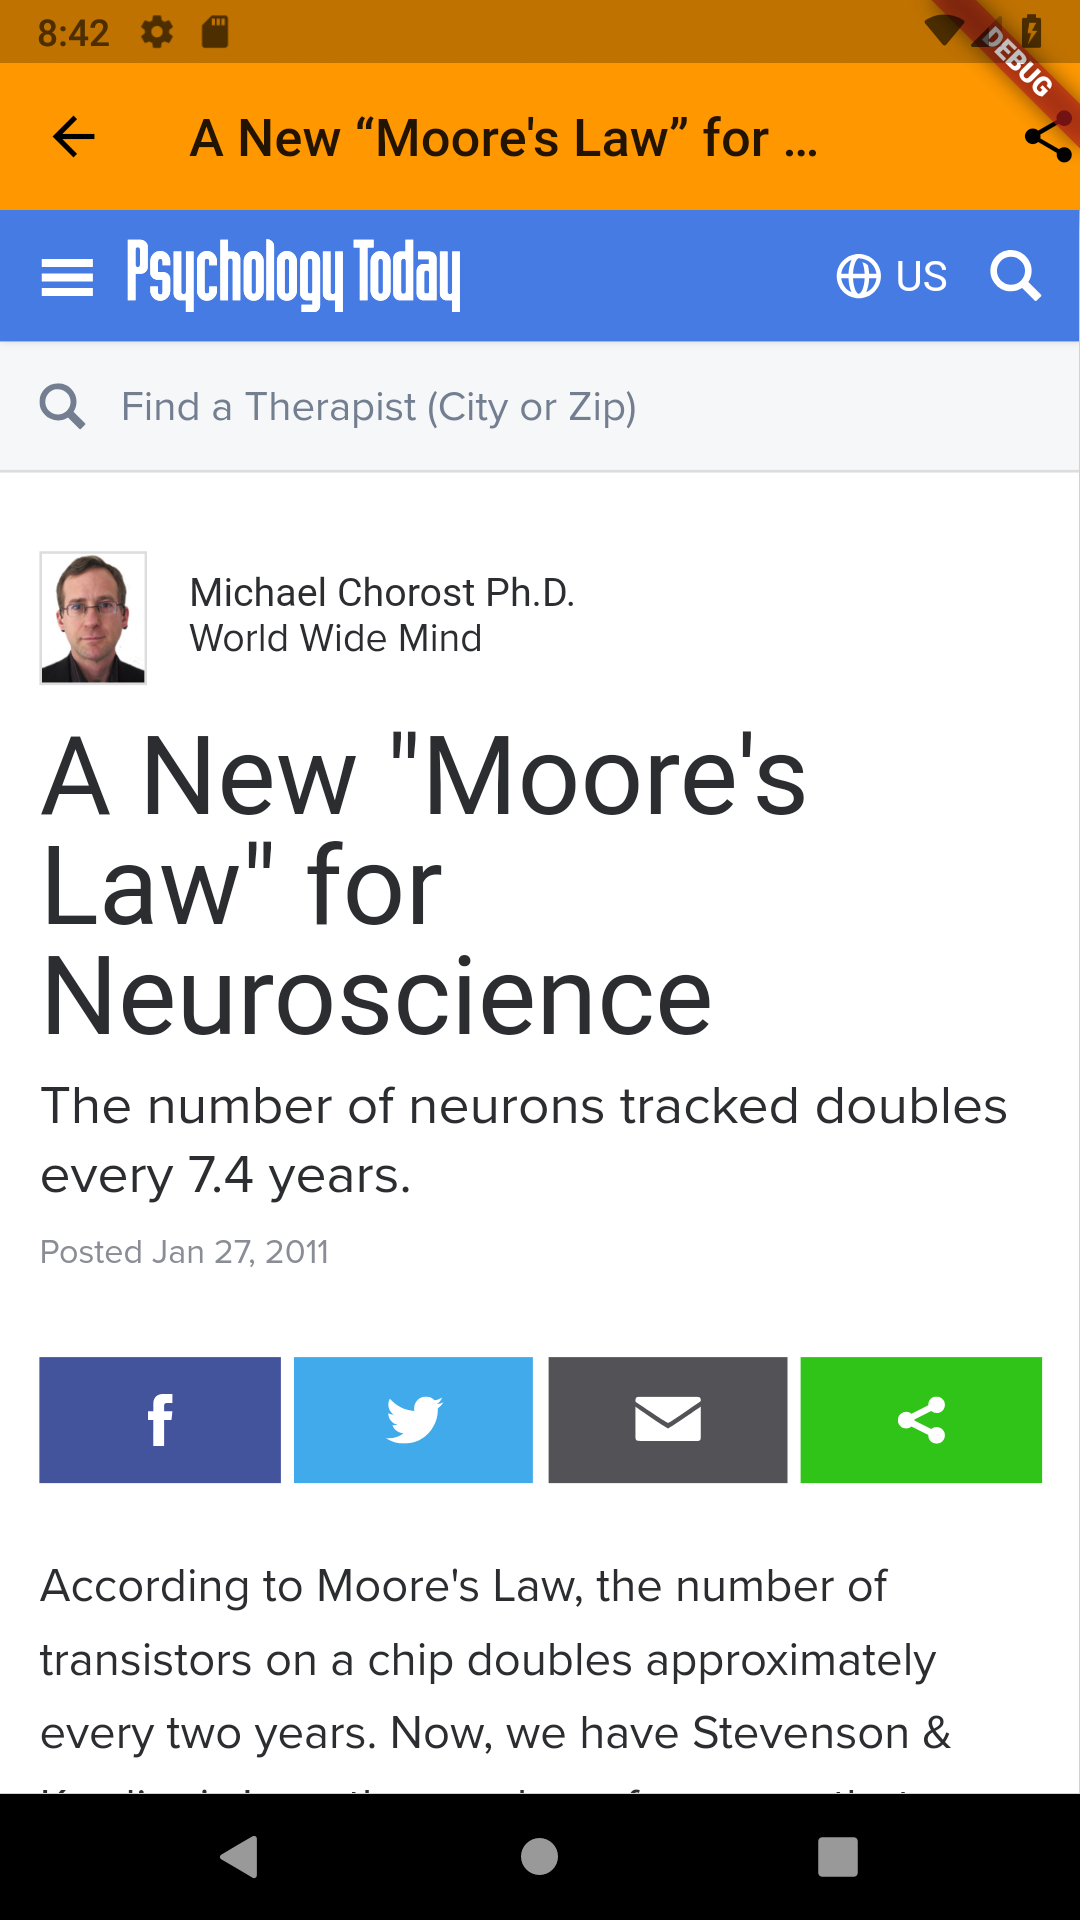 8:42
DEBUG
A New “Moore's Law” for ...
Psychology Today
US
Find a Therapist (City or Zip)
Michael Chorost Ph.D.
World Wide Mind
A New "Moore's
Law" for
Neuroscience
The number of neurons tracked doubles
every 7.4 years.
Posted Jan 27, 2011
f
According to Moore's Law, the number of
transistors on a chip doubles approximately
every two years. Now, we have Stevenson &